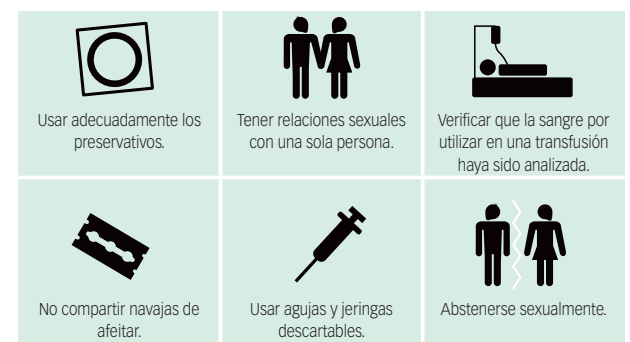 Usar adecuadamente los
preservativos.
Tener relaciones sexuales
con una sola persona.
Verificar que la sangre por
utilizar en una transfusión
haya sido analizada.
No compartir navajas de
afeitar.
Usar agujas y jeringas
descartables.
Abstenerse sexualmente.